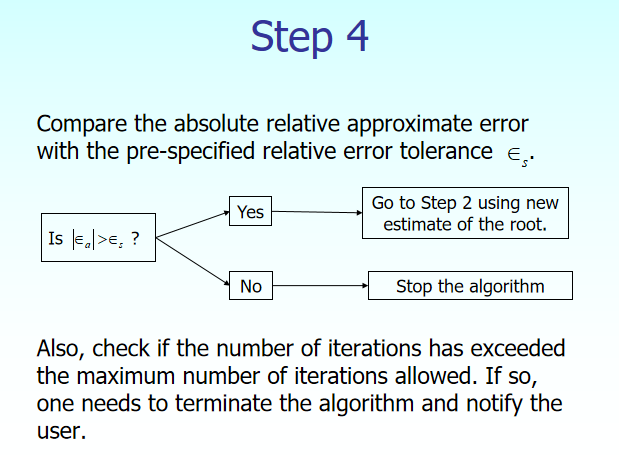 Step 4
Compare the absolute relative approximate error
with the pre-specified relative error tolerance ∈s.
Is |∈a|>∈s ?
Yes
Go to Step 2 using new
estimate of the root.
No
Stop the algorithm
Also, check if the number of iterations has exceeded
the maximum number of iterations allowed. If so,
one needs to terminate the algorithm and notify the
user.